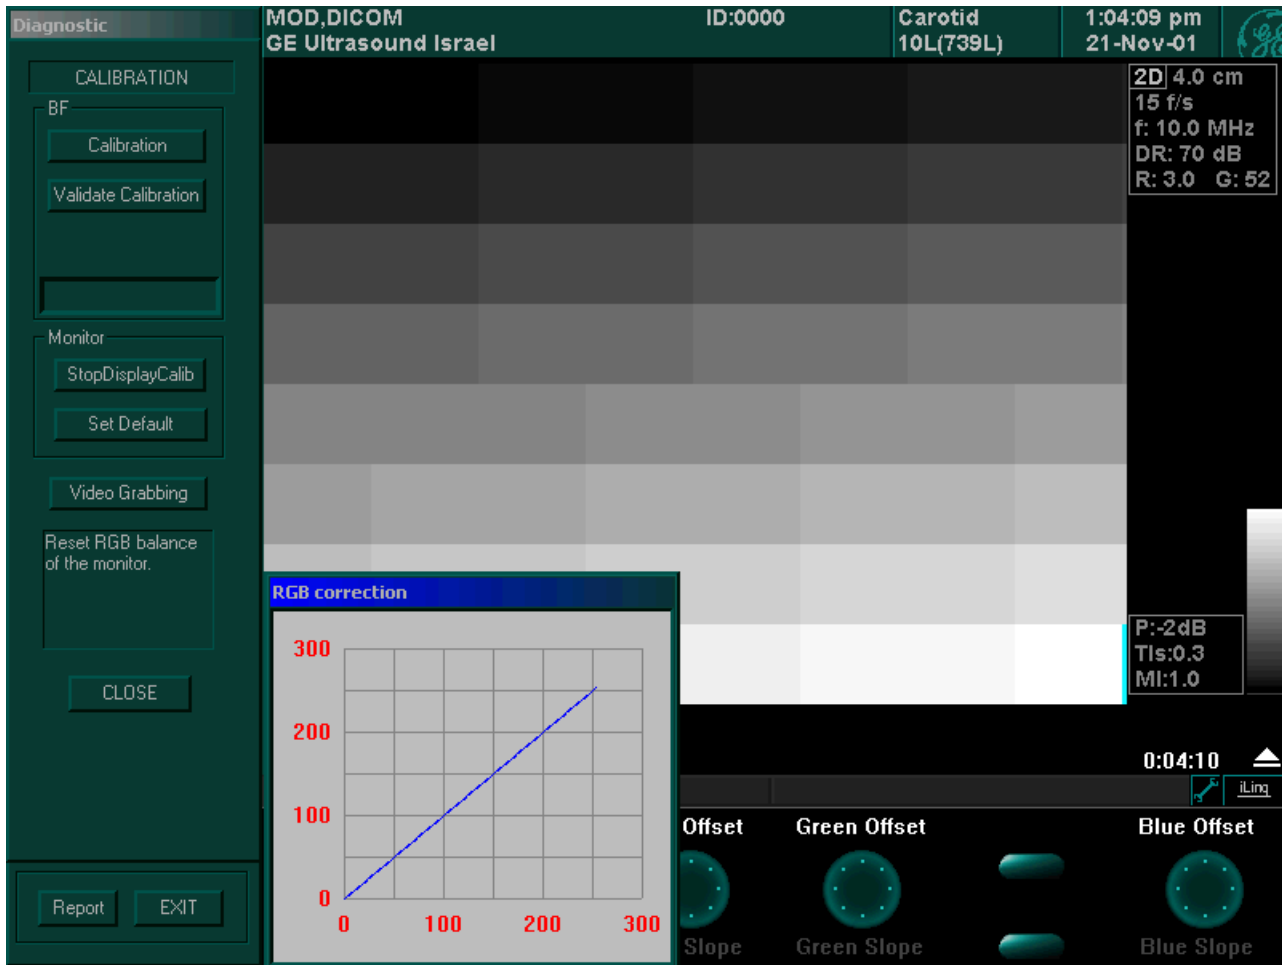 Diagnostic
MOD,DICOM
ID:0000
Carotid
1:04:09 pm
GE Ultrasound Israel
10L(739L)
21-Nov-01
CALIBRATION
BF
Calibration
Validate Calibration
Monitor
StopDisplayCalib
Set Default
Video Grabbing
Reset RGB balance
of the monitor.
CLOSE
Report
EXIT
2D 4.0 cm
15 f/s
f: 10.0 MHz
DR: 70 dB
R: 3.0 G: 52
P:-2dB
TIs:0.3
MI:1.0
0:04:10
iLinq
RGB correction
300
200
100
0
0 100 200 300
Offset
Green Offset
Blue Offset
Slope
Green Slope
Blue Slope